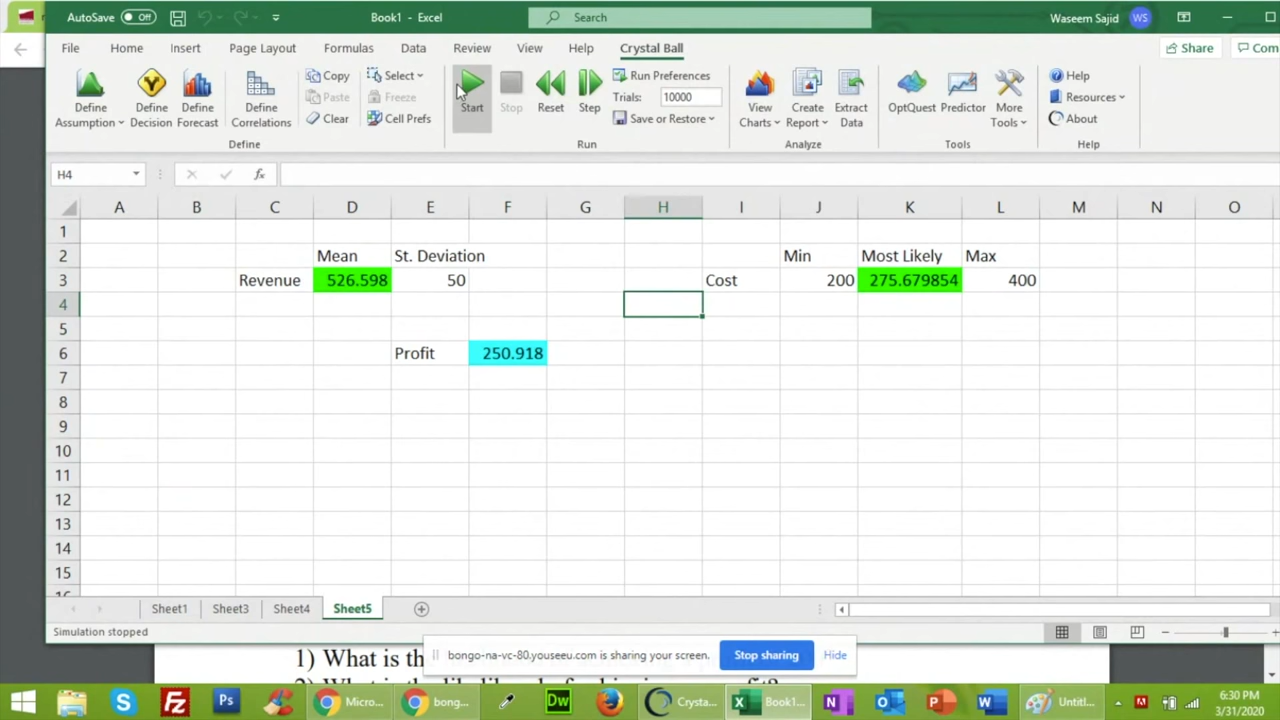 AutoSave Off Book1 - Excel Search Waseem Sajid WS
File Home Insert Page Layout Formulas Data Review View Help Crystal Ball Share Com
Define Assumption
Define Decision
Define Forecast
Define Correlations
Copy
Paste
Clear
Select
Freeze
Cell Prefs
Define
Start
Stop
Reset
Step
Run Preferences
Trials: 10000
Save or Restore
Run
View Charts
Create Report
Extract Data
Analyze
OptQuest
Predictor
More Tools
Tools
Help
Resources
About
Help
H4 fx
A B C D E F G H I J K L M N O
1
2 Mean St. Deviation Min Most Likely Max
3 Revenue 526.598 50 Cost 200 275.679854 400
4
5
6 Profit 250.918
7
8
9
10
11
12
13
14
15
Sheet1 Sheet3 Sheet4 Sheet5
Simulation stopped
bongo-na-vc-80.youseeu.com is sharing your screen. Stop sharing Hide
1) What is th
Micro... bong... Crysta... Book1... Untitl...
6:30 PM
3/31/2020